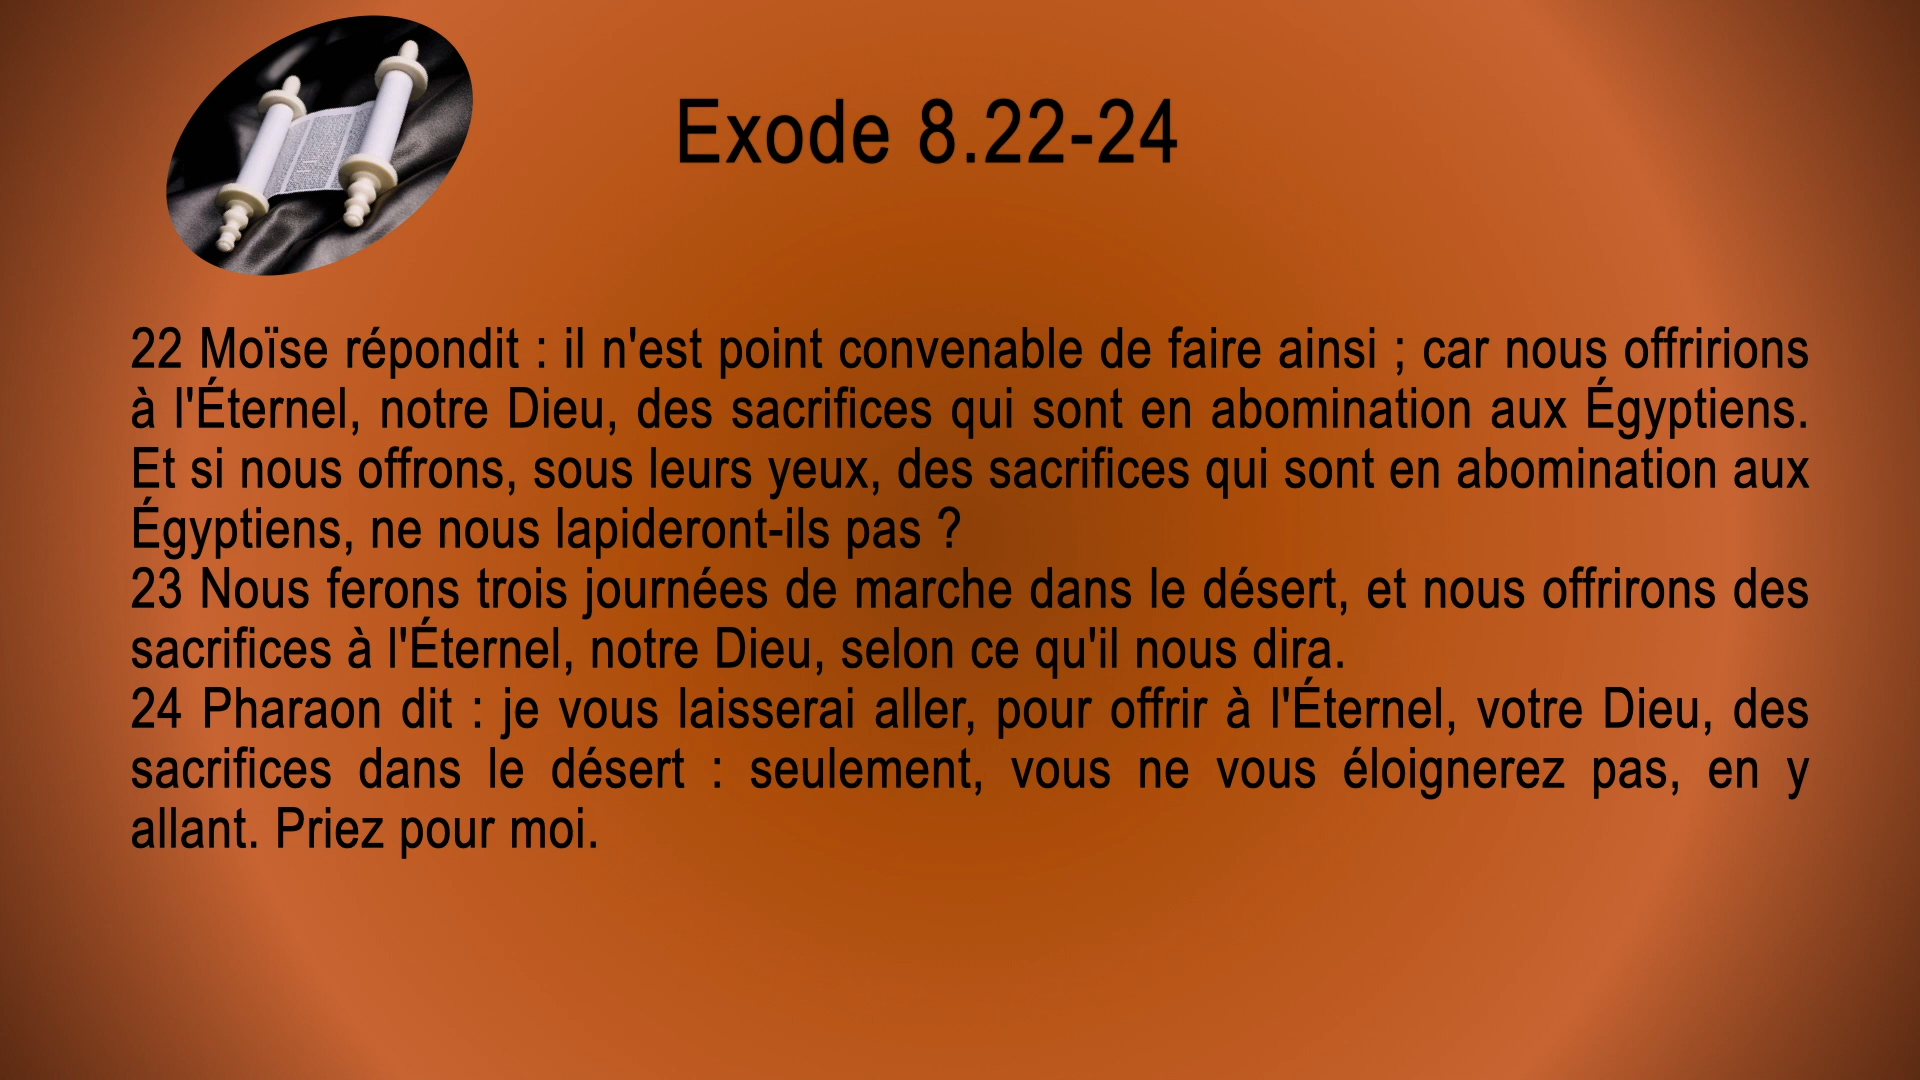 Exode 8.22-24
22 Moïse répondit : il n'est point convenable de faire ainsi ; car nous offririons
à l'Éternel, notre Dieu, des sacrifices qui sont en abomination aux Égyptiens.
Et si nous offrons, sous leurs yeux, des sacrifices qui sont en abomination aux
Égyptiens, ne nous lapideront-ils pas ?
23 Nous ferons trois journées de marche dans le désert, et nous offrirons des
sacrifices à l'Éternel, notre Dieu, selon ce qu'il nous dira.
24 Pharaon dit : je vous laisserai aller, pour offrir à l'Éternel, votre Dieu, des
sacrifices dans le désert : seulement, vous ne vous éloignerez pas, en y
allant. Priez pour moi.